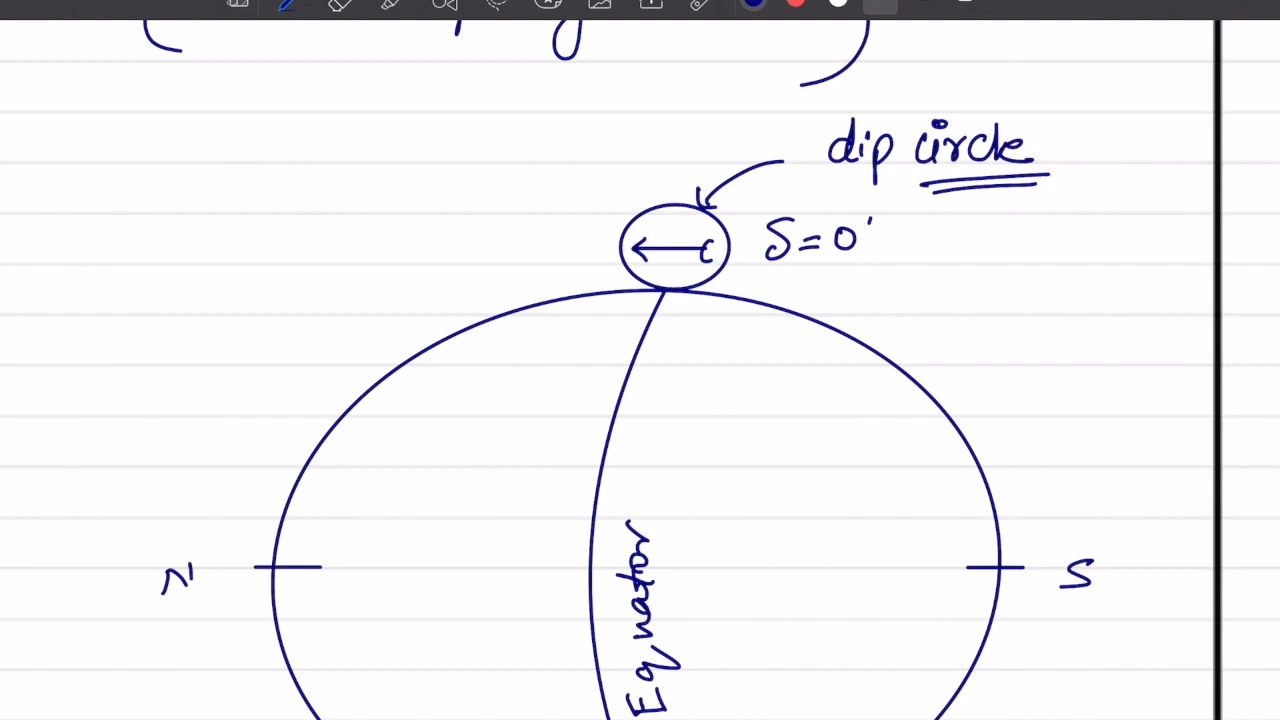 dip circle
δ=0°
N
S
Equator